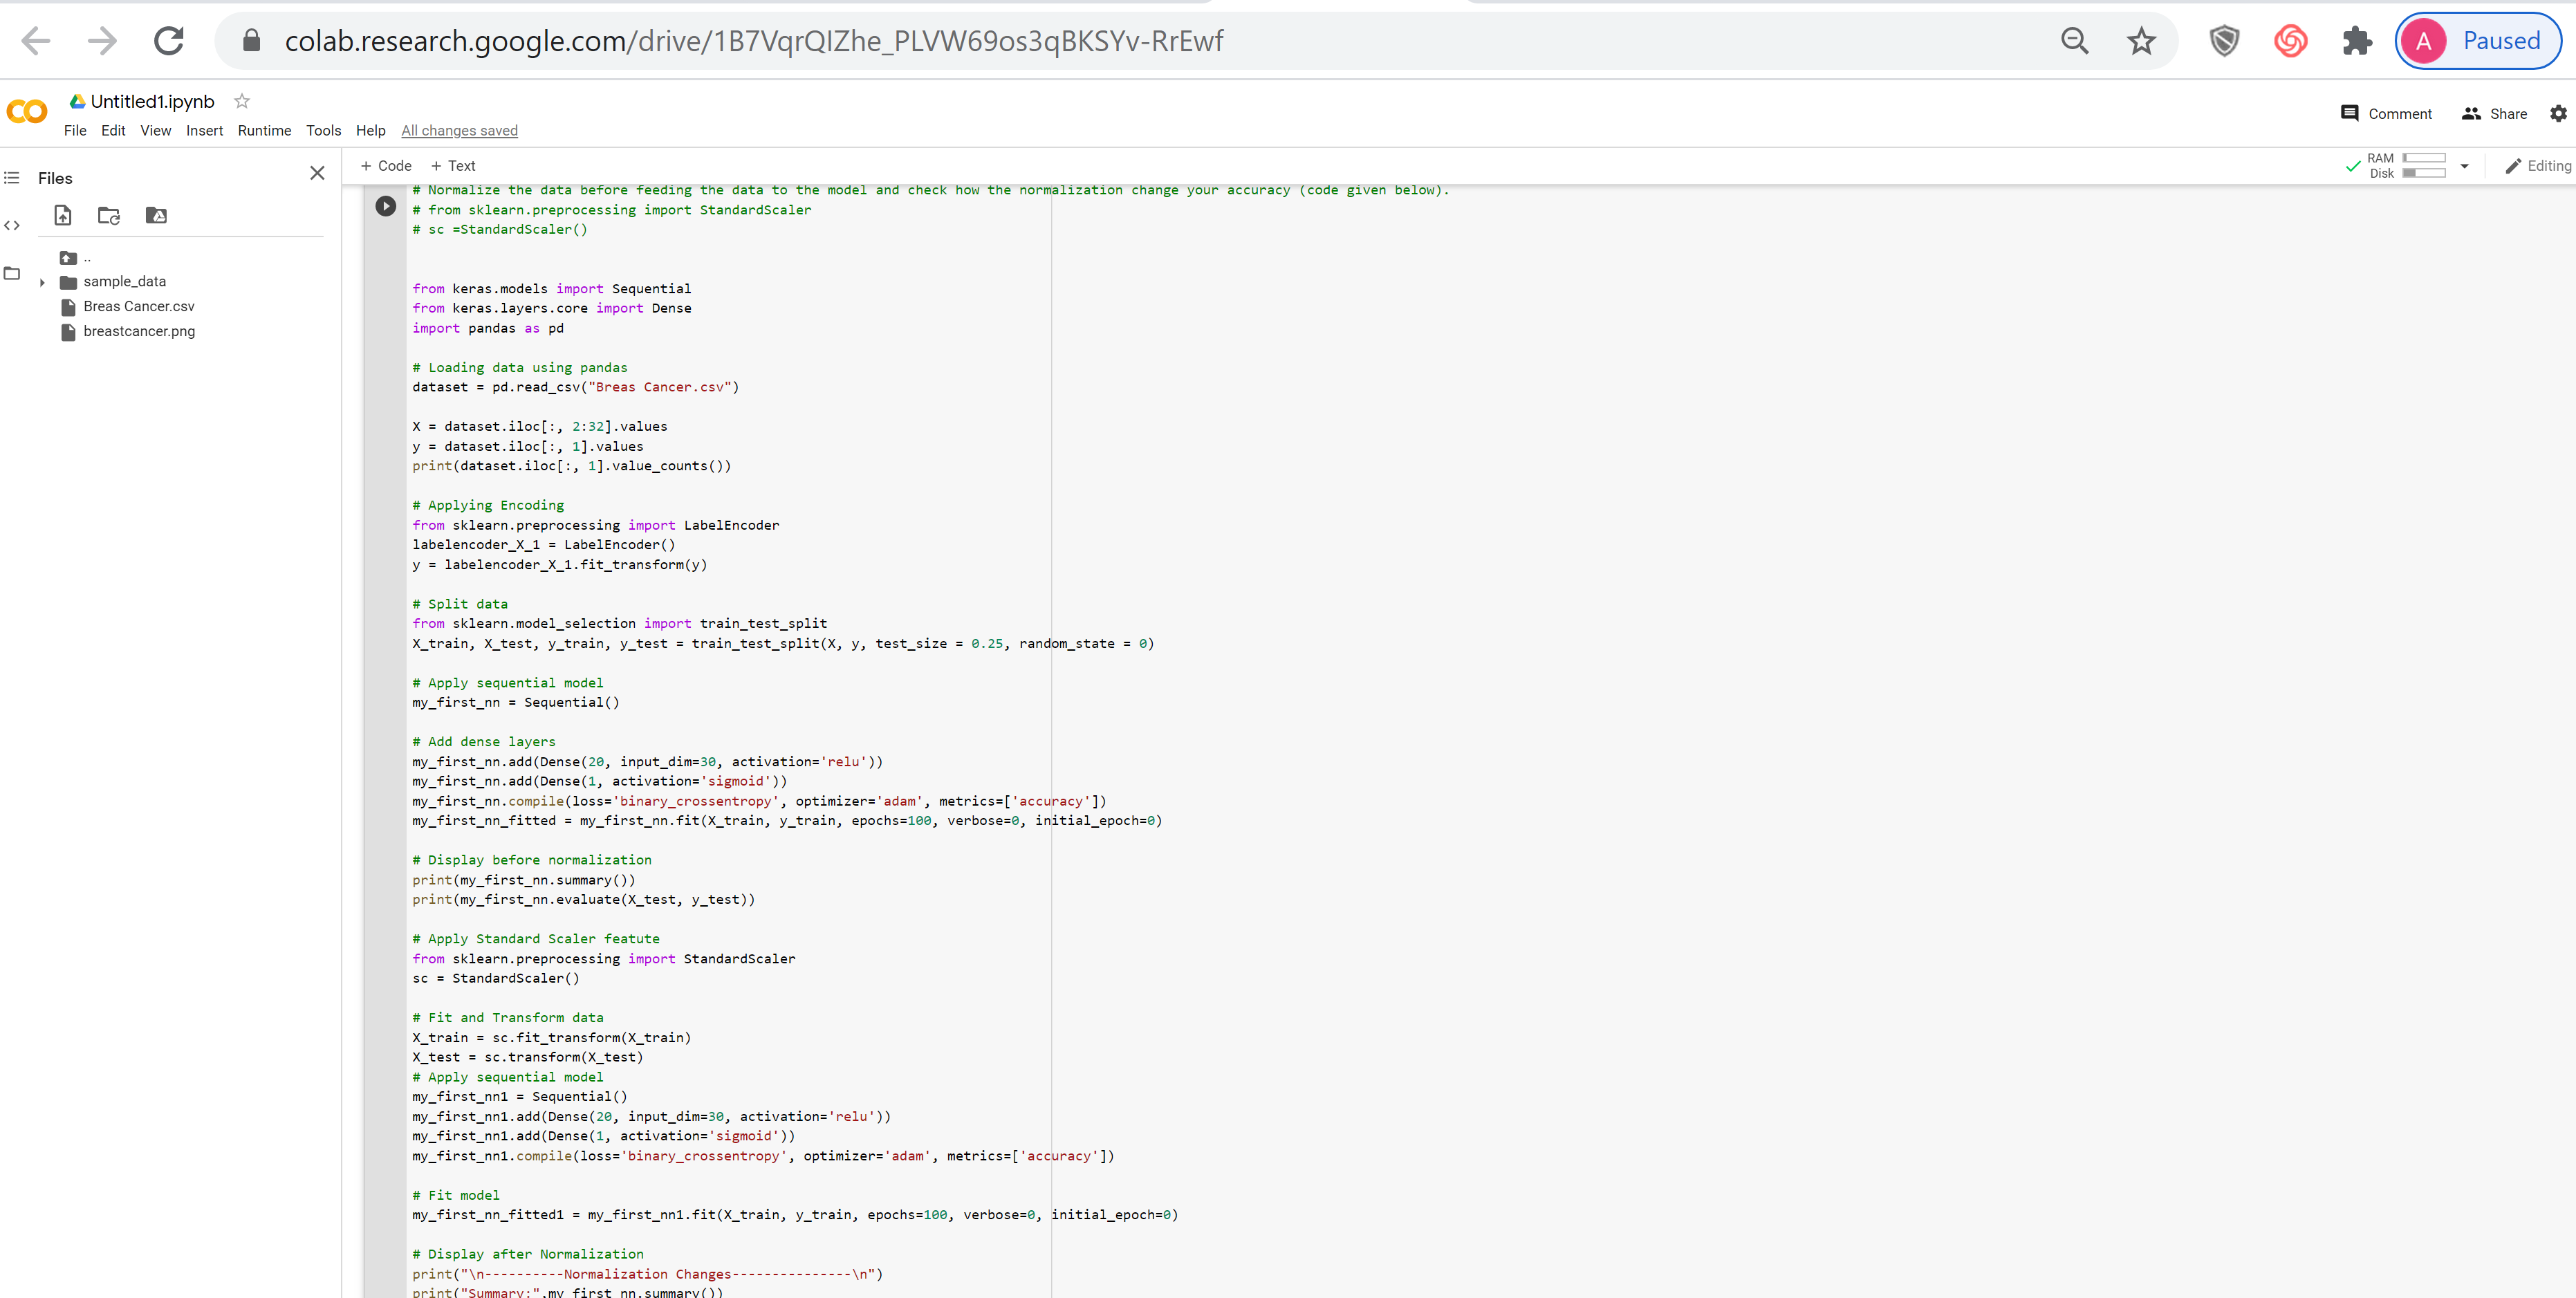 colab.research.google.com/drive/1B7VqrQIZhe_PLVW69os3qBKSYv-RrEwf
A Paused
CO
Untitled1.ipynb
File Edit View Insert Runtime Tools Help All changes saved
Comment Share
Files
+ Code + Text
RAM
Disk
Editing
..
sample_data
Breas Cancer.csv
breastcancer.png
# Normalize the data before feeding the data to the model and check how the normalization change your accuracy (code given below).
# from sklearn.preprocessing import StandardScaler
# sc =StandardScaler()
from keras.models import Sequential
from keras.layers.core import Dense
import pandas as pd
# Loading data using pandas
dataset = pd.read_csv("Breas Cancer.csv")
X = dataset.iloc[:, 2:32].values
y = dataset.iloc[:, 1].values
print(dataset.iloc[:, 1].value_counts())
# Applying Encoding
from sklearn.preprocessing import LabelEncoder
labelencoder_X_1 = LabelEncoder()
y = labelencoder_X_1.fit_transform(y)
# Split data
from sklearn.model_selection import train_test_split
X_train, X_test, y_train, y_test = train_test_split(X, y, test_size = 0.25, random_state = 0)
# Apply sequential model
my_first_nn = Sequential()
# Add dense layers
my_first_nn.add(Dense(20, input_dim=30, activation='relu'))
my_first_nn.add(Dense(1, activation='sigmoid'))
my_first_nn.compile(loss='binary_crossentropy', optimizer='adam', metrics=['accuracy'])
my_first_nn_fitted = my_first_nn.fit(X_train, y_train, epochs=100, verbose=0, initial_epoch=0)
# Display before normalization
print(my_first_nn.summary())
print(my_first_nn.evaluate(X_test, y_test))
# Apply Standard Scaler featute
from sklearn.preprocessing import StandardScaler
sc = StandardScaler()
# Fit and Transform data
X_train = sc.fit_transform(X_train)
X_test = sc.transform(X_test)
# Apply sequential model
my_first_nn1 = Sequential()
my_first_nn1.add(Dense(20, input_dim=30, activation='relu'))
my_first_nn1.add(Dense(1, activation='sigmoid'))
my_first_nn1.compile(loss='binary_crossentropy', optimizer='adam', metrics=['accuracy'])
# Fit model
my_first_nn_fitted1 = my_first_nn1.fit(X_train, y_train, epochs=100, verbose=0, initial_epoch=0)
# Display after Normalization
print("\n----------Normalization Changes---------------\n")
print("Summary:",my_first_nn.summary())